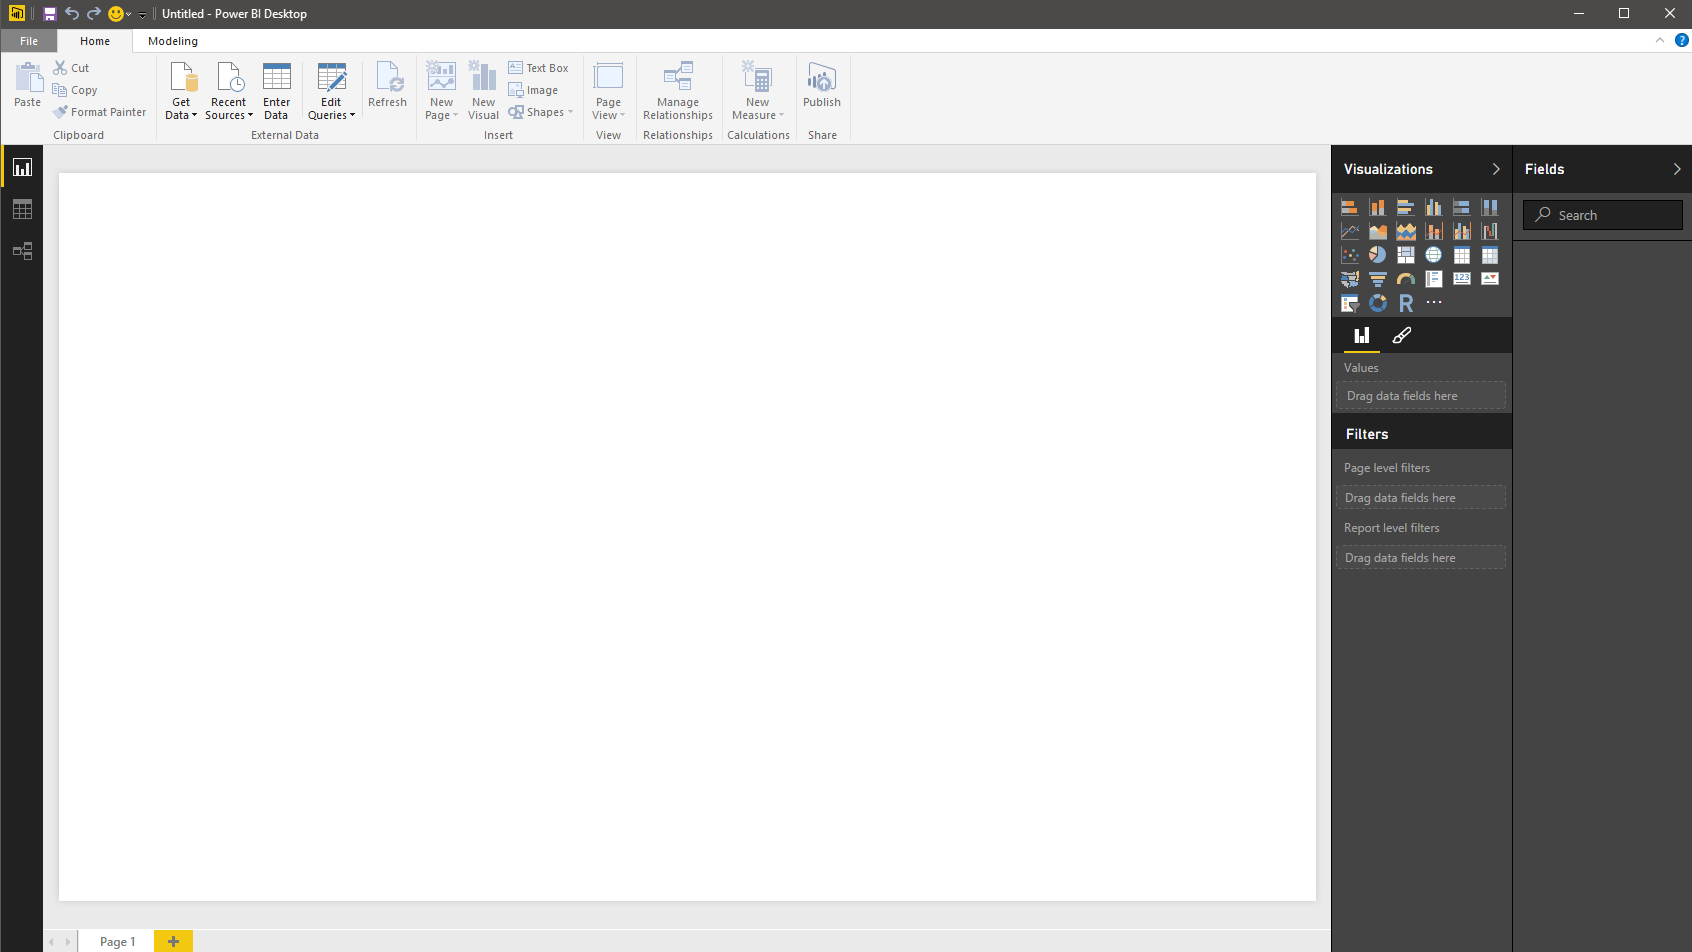 Untitled - Power BI Desktop
File
Home
Modeling
Paste
Cut
Copy
Format Painter
Clipboard
Get
Data
Recent
Sources
Enter
Data
Edit
Queries
Refresh
External Data
New
Page
New
Visual
Text Box
Image
Shapes
Insert
Page
View
View
Manage
Relationships
Relationships
New
Measure
Calculations
Publish
Share
Visualizations
Fields
Search
123
R
Values
Drag data fields here
Filters
Page level filters
Drag data fields here
Report level filters
Drag data fields here
Page 1